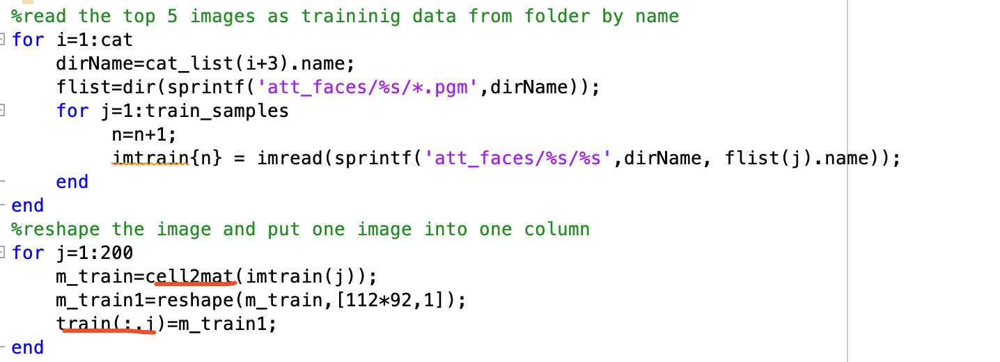 %read the top 5 images as traininig data from folder by name
for i=1:cat
dirName=cat_list(i+3).name;
flist=dir(sprintf('att_faces/%s/*.pgm',dirName));
for j=1:train_samples
n=n+1;
imtrain{n} = imread(sprintf('att_faces/%s/%s',dirName, flist(j).name));
end
end
%reshape the image and put one image into one column
for j=1:200
m_train=cell2mat(imtrain(j));
m_train1=reshape(m_train,[112*92,1]);
train(:,j)=m_train1;
end